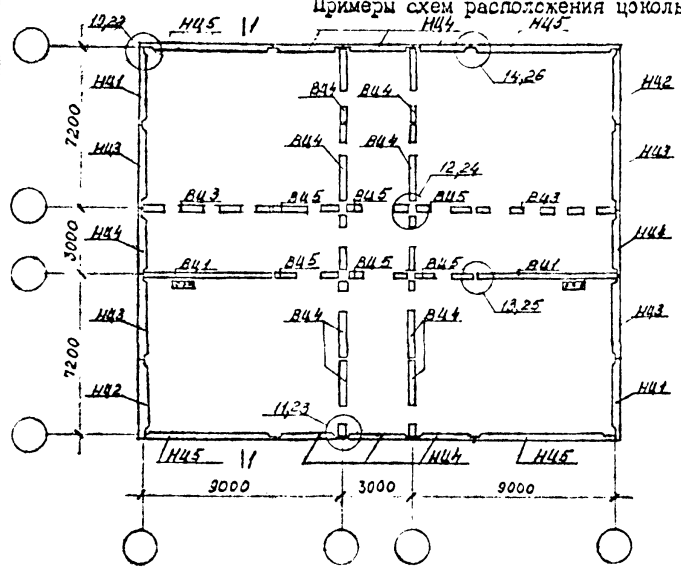 Примеры схем расположения цоколь
10,22 НЦ5 II НЦ4 НЦ5
НЦ1 14,26 НЦ2
7200 ВЦ4 ВЦ4
НЦ3 ВЦ4 ВЦ4 12,24 НЦ3
ВЦ3 ВЦ5 ВЦ5 ВЦ5 ВЦ3
НЦ4 НЦ4
3000 ВЦ1 ВЦ5 ВЦ5 ВЦ5 ВЦ1
НЦ3 13,25 НЦ3
ВЦ4 ВЦ4
7200 НЦ2 НЦ1
11,23
НЦ5 II НЦ4 НЦ5
9000 3000 9000